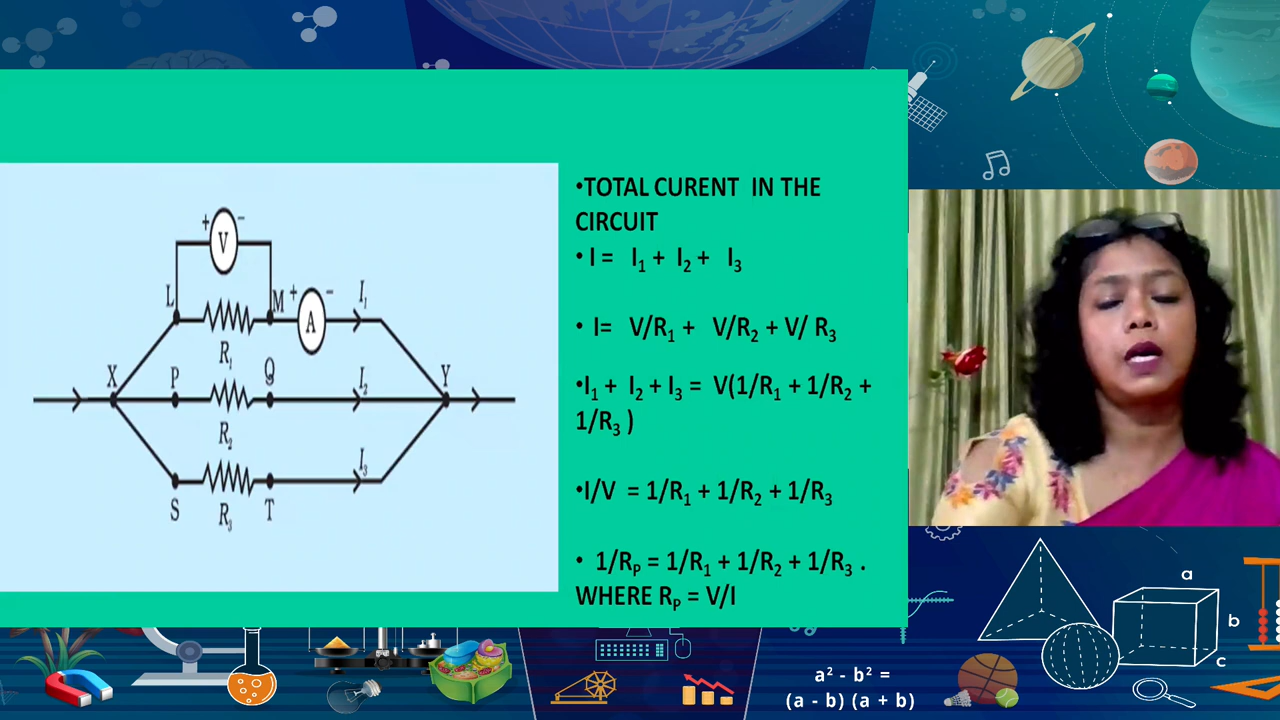 •TOTAL CURENT IN THE
CIRCUIT
• I = I₁ + I₂ + I₃
• I= V/R₁ + V/R₂ + V/ R₃
•I₁ + I₂ + I₃ = V(1/R₁ + 1/R₂ +
1/R₃ )
•I/V = 1/R₁ + 1/R₂ + 1/R₃
• 1/Rₚ = 1/R₁ + 1/R₂ + 1/R₃ .
WHERE Rₚ = V/I
+ V −
L M + A − I₁
R₁
X P Q I₂ Y
R₂
I₃
S R₃ T
a
b
c
a² - b² =
(a - b) (a + b)